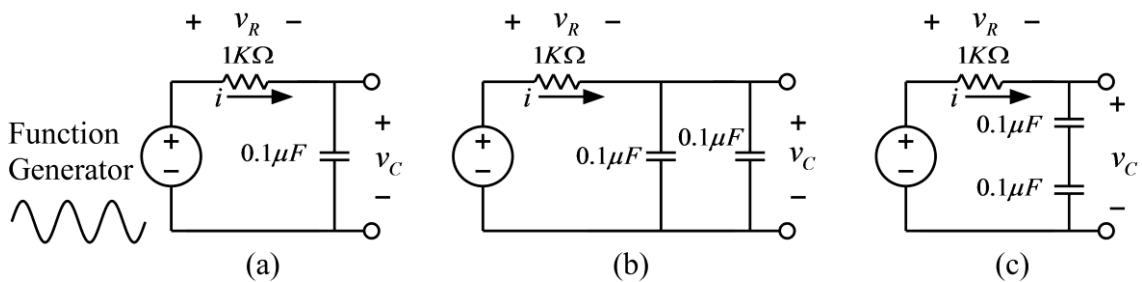 + v_R −
1KΩ
i
Function
Generator
+
−
0.1μF
+
v_C
−
(a)
+ v_R −
1KΩ
i
+
−
0.1μF
0.1μF
+
v_C
−
(b)
+ v_R −
1KΩ
i
+
−
0.1μF
0.1μF
+
v_C
−
(c)